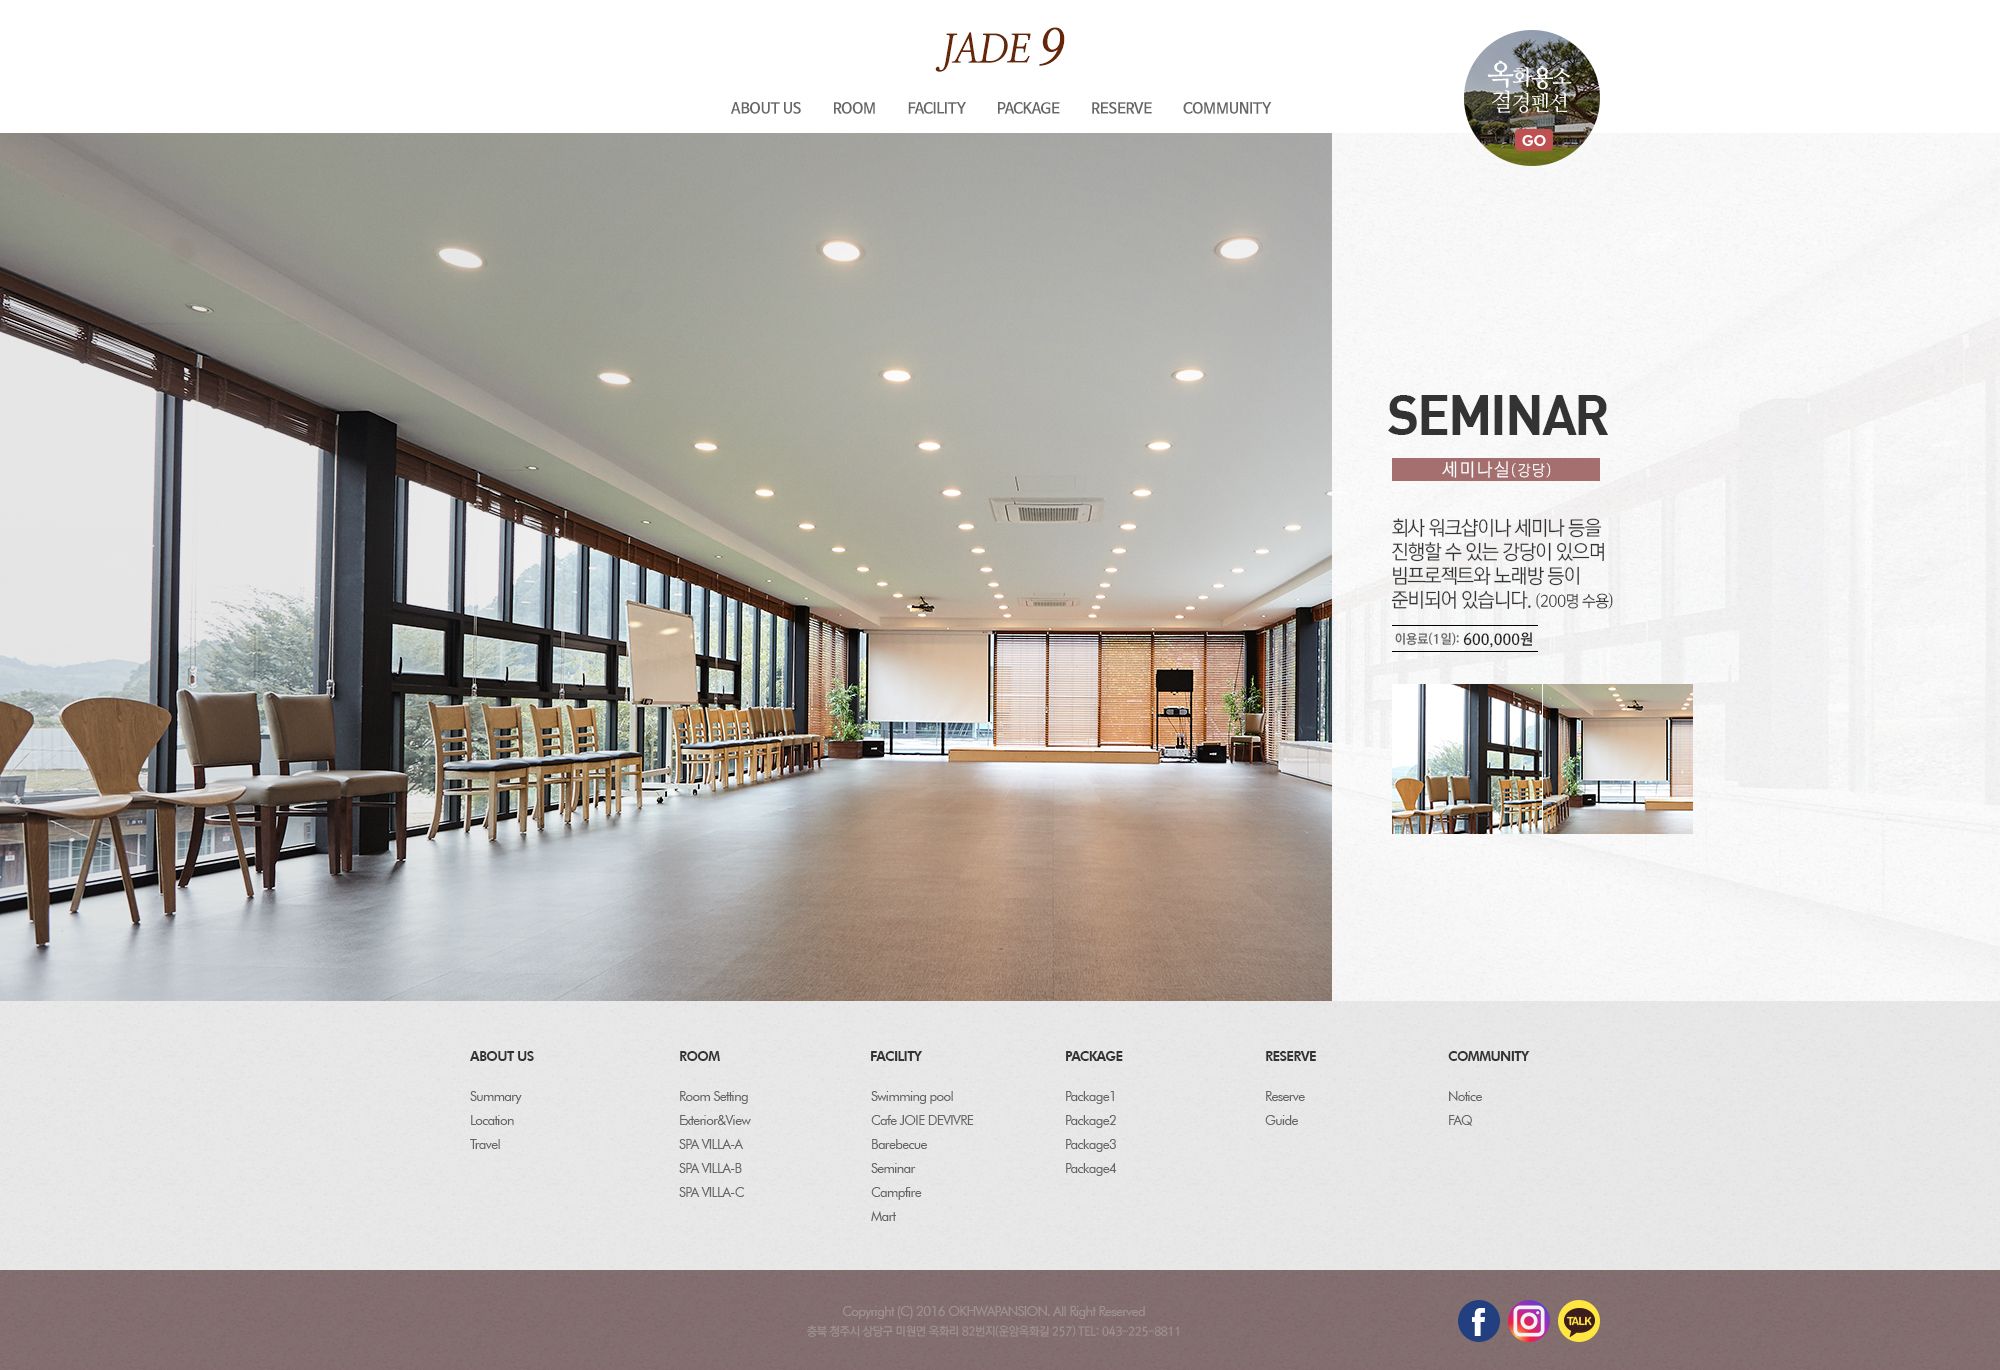 JADE 9
ABOUT US ROOM FACILITY PACKAGE RESERVE COMMUNITY
옥화용소
절경펜션
GO
SEMINAR
세미나실(강당)
회사 워크샵이나 세미나 등을
진행할 수 있는 강당이 있으며
빔프로젝트와 노래방 등이
준비되어 있습니다. (200명 수용)
이용료(1일): 600,000원
ABOUT US
Summary
Location
Travel
ROOM
Room Setting
Exterior&View
SPA VILLA-A
SPA VILLA-B
SPA VILLA-C
FACILITY
Swimming pool
Cafe JOIE DEVIVRE
Barebecue
Seminar
Campfire
Mart
PACKAGE
Package1
Package2
Package3
Package4
RESERVE
Reserve
Guide
COMMUNITY
Notice
FAQ
Copyright (C) 2016 OKHWAPANSION. All Right Reserved
충북 청주시 상당구 미원면 옥화리 82번지(운암옥화길 257) TEL: 043-225-8811
f
TALK